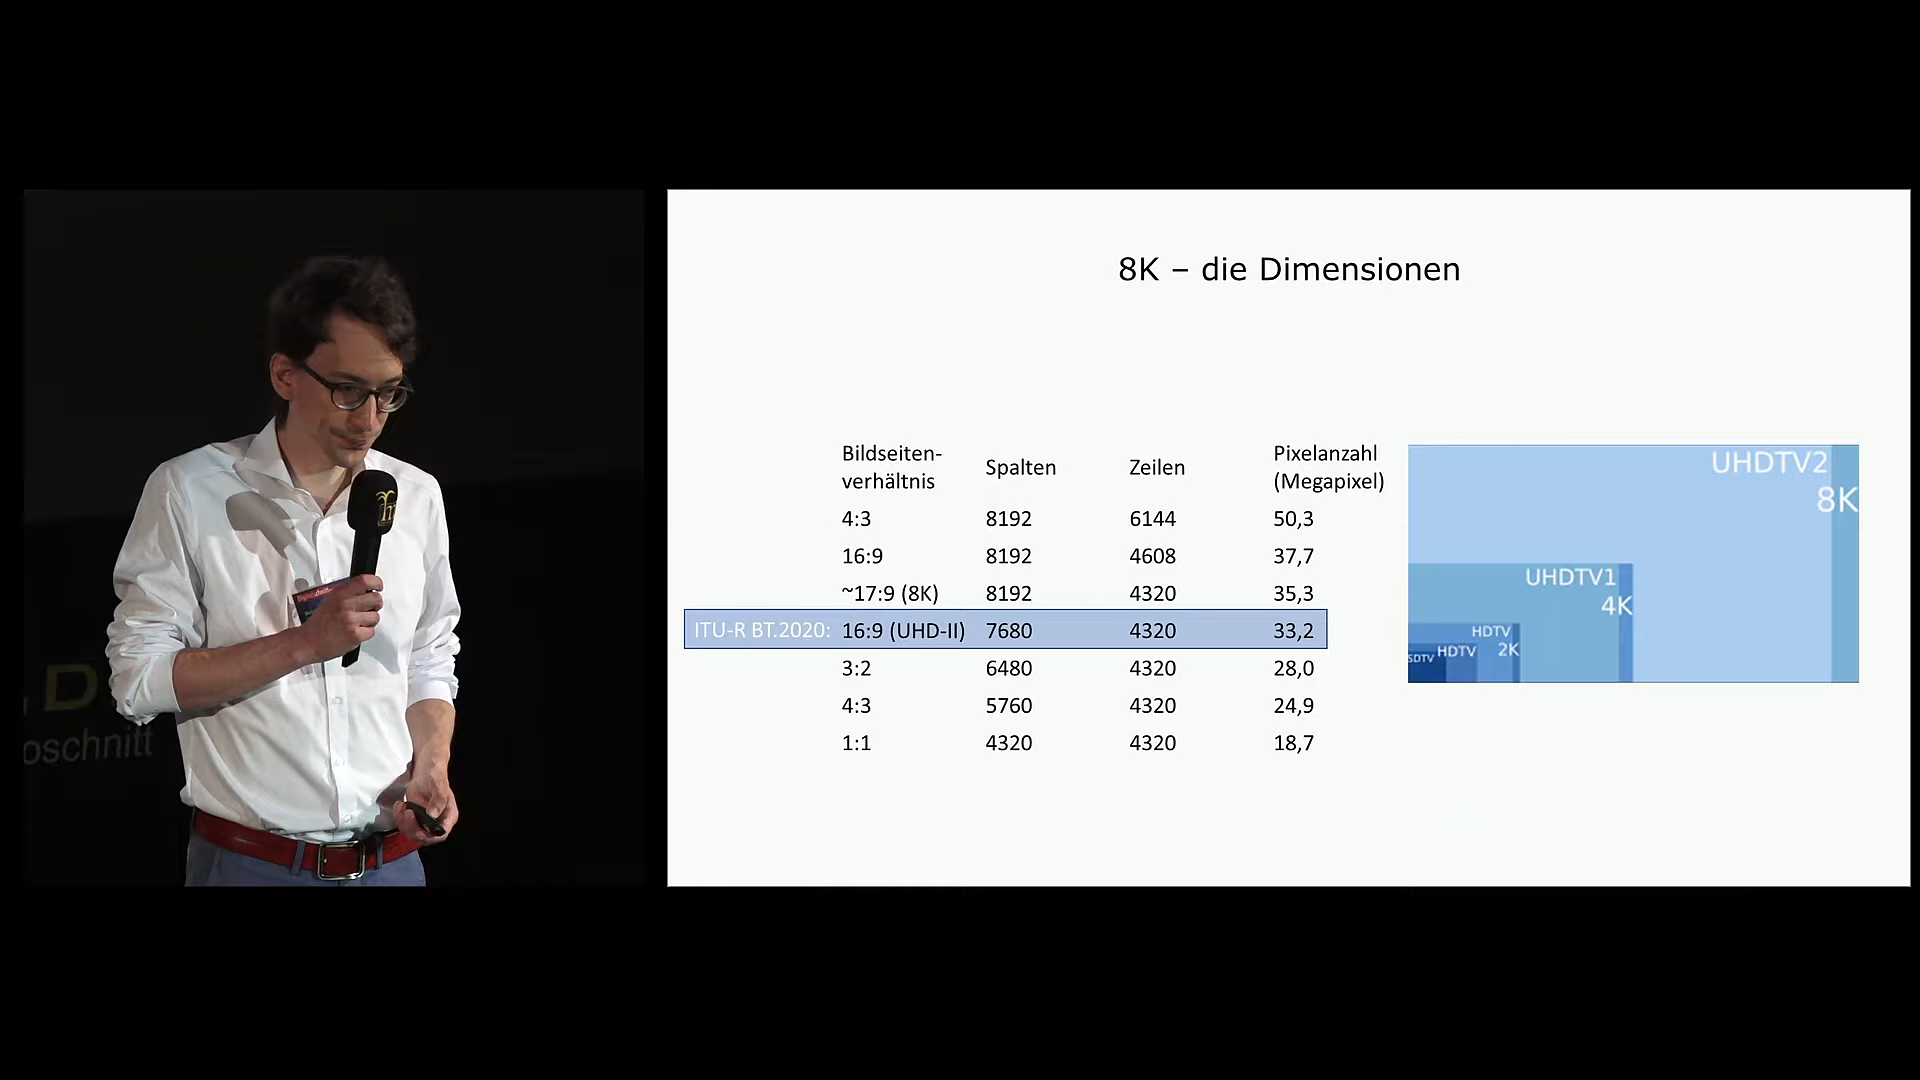 8K – die Dimensionen
Bildseiten-
verhältnis Spalten Zeilen Pixelanzahl
(Megapixel)
4:3 8192 6144 50,3
16:9 8192 4608 37,7
~17:9 (8K) 8192 4320 35,3
ITU-R BT.2020: 16:9 (UHD-II) 7680 4320 33,2
3:2 6480 4320 28,0
4:3 5760 4320 24,9
1:1 4320 4320 18,7
UHDTV2
8K
UHDTV1
4K
HDTV
2K
HDTV
SDTV
D
oschnitt